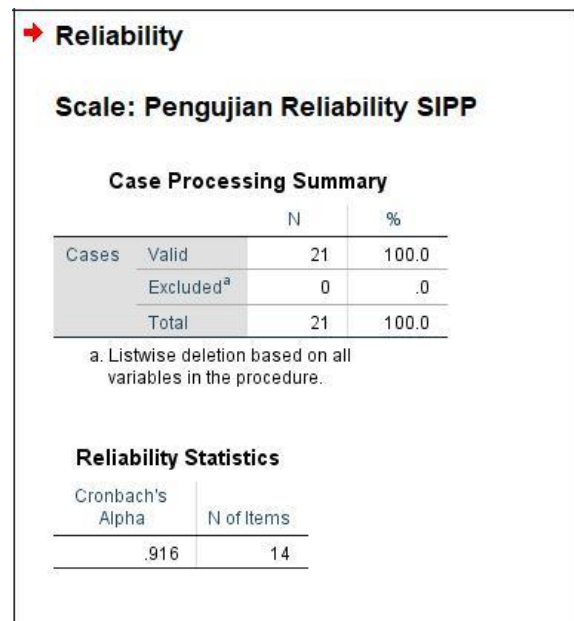 Reliability
Scale: Pengujian Reliability SIPP
Case Processing Summary
N %
Cases Valid 21 100.0
Excludeda 0 .0
Total 21 100.0
a. Listwise deletion based on all
variables in the procedure.
Reliability Statistics
Cronbach's
Alpha N of Items
.916 14